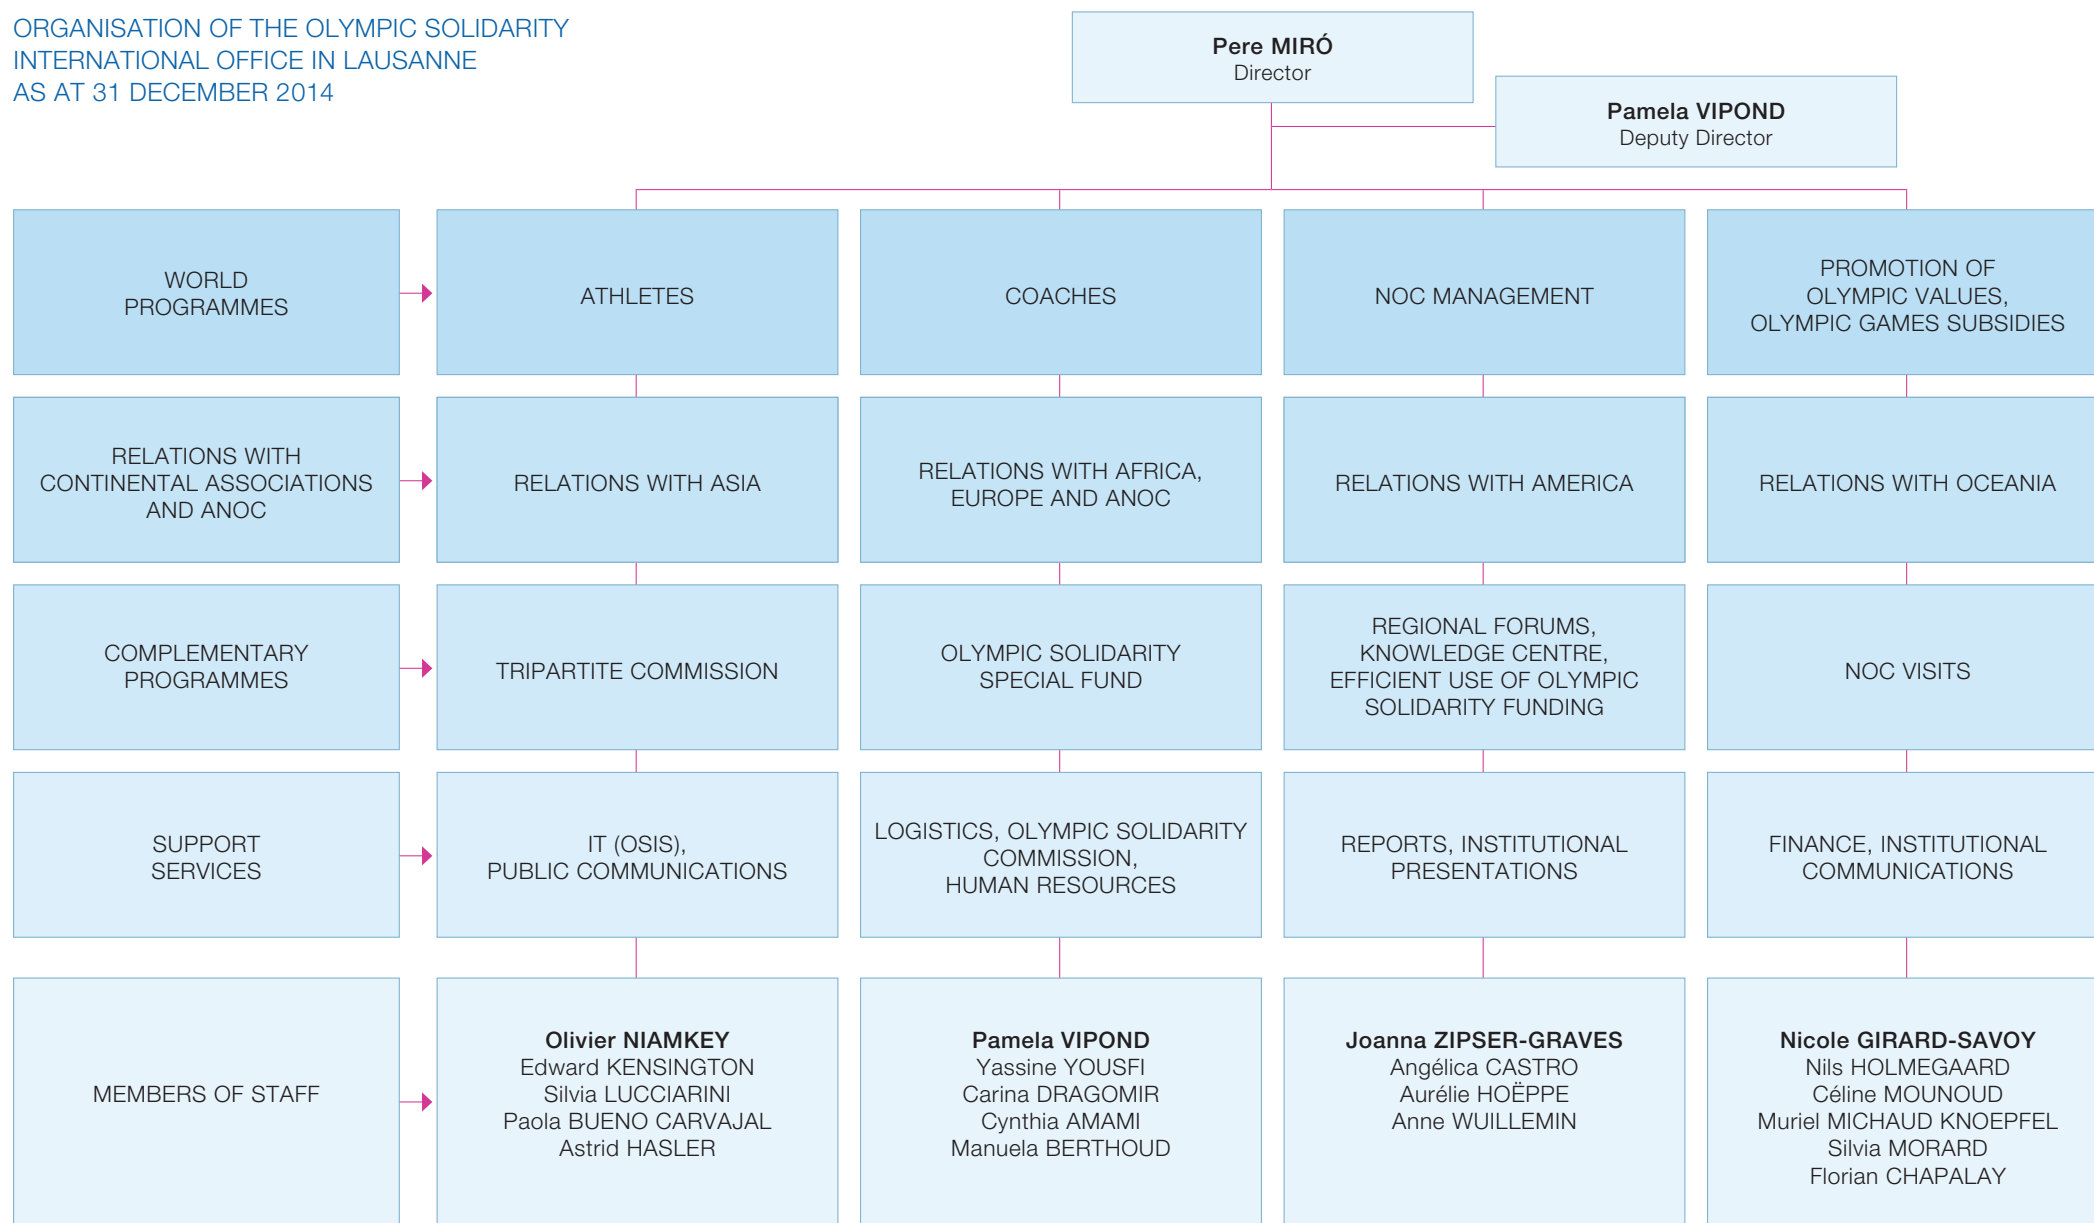 ORGANISATION OF THE OLYMPIC SOLIDARITY
INTERNATIONAL OFFICE IN LAUSANNE
AS AT 31 DECEMBER 2014
Pere MIRÓ
Director
Pamela VIPOND
Deputy Director
WORLD
PROGRAMMES
ATHLETES
COACHES
NOC MANAGEMENT
PROMOTION OF
OLYMPIC VALUES,
OLYMPIC GAMES SUBSIDIES
RELATIONS WITH
CONTINENTAL ASSOCIATIONS
AND ANOC
RELATIONS WITH ASIA
RELATIONS WITH AFRICA,
EUROPE AND ANOC
RELATIONS WITH AMERICA
RELATIONS WITH OCEANIA
COMPLEMENTARY
PROGRAMMES
TRIPARTITE COMMISSION
OLYMPIC SOLIDARITY
SPECIAL FUND
REGIONAL FORUMS,
KNOWLEDGE CENTRE,
EFFICIENT USE OF OLYMPIC
SOLIDARITY FUNDING
NOC VISITS
SUPPORT
SERVICES
IT (OSIS),
PUBLIC COMMUNICATIONS
LOGISTICS, OLYMPIC SOLIDARITY
COMMISSION,
HUMAN RESOURCES
REPORTS, INSTITUTIONAL
PRESENTATIONS
FINANCE, INSTITUTIONAL
COMMUNICATIONS
MEMBERS OF STAFF
Olivier NIAMKEY
Edward KENSINGTON
Silvia LUCCIARINI
Paola BUENO CARVAJAL
Astrid HASLER
Pamela VIPOND
Yassine YOUSFI
Carina DRAGOMIR
Cynthia AMAMI
Manuela BERTHOUD
Joanna ZIPSER-GRAVES
Angélica CASTRO
Aurélie HOËPPE
Anne WUILLEMIN
Nicole GIRARD-SAVOY
Nils HOLMEGAARD
Céline MOUNOUD
Muriel MICHAUD KNOEPFEL
Silvia MORARD
Florian CHAPALAY